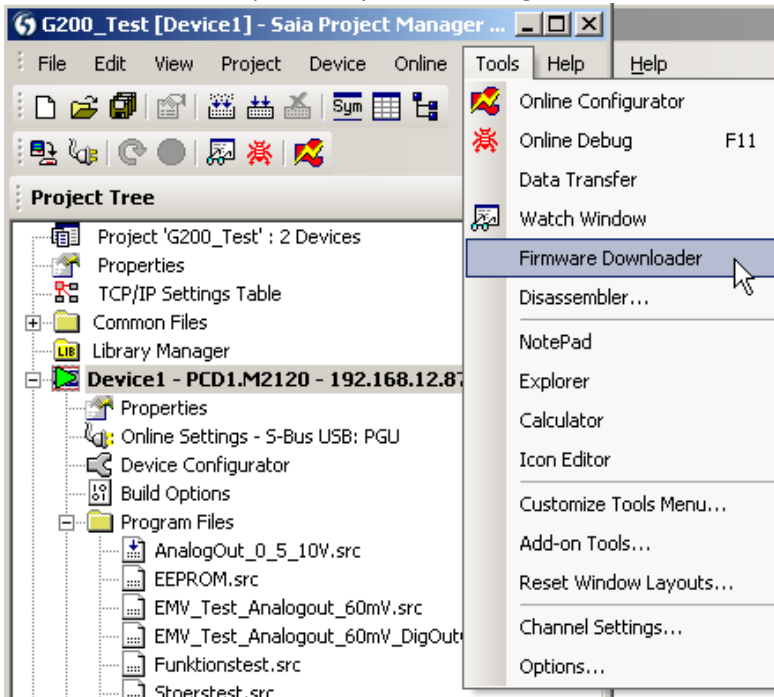 G200_Test [Device1] - Saia Project Manager ...
File Edit View Project Device Online Tools Help Help
Sym
Project Tree
Project 'G200_Test' : 2 Devices
Properties
TCP/IP Settings Table
Common Files
LIB Library Manager
Device1 - PCD1.M2120 - 192.168.12.87
Properties
Online Settings - S-Bus USB: PGU
Device Configurator
Build Options
Program Files
AnalogOut_0_5_10V.src
EEPROM.src
EMV_Test_Analogout_60mV.src
EMV_Test_Analogout_60mV_DigOut
Funktionstest.src
Stoerstest.src
Online Configurator
Online Debug F11
Data Transfer
Watch Window
Firmware Downloader
Disassembler...
NotePad
Explorer
Calculator
Icon Editor
Customize Tools Menu...
Add-on Tools...
Reset Window Layouts...
Channel Settings...
Options...